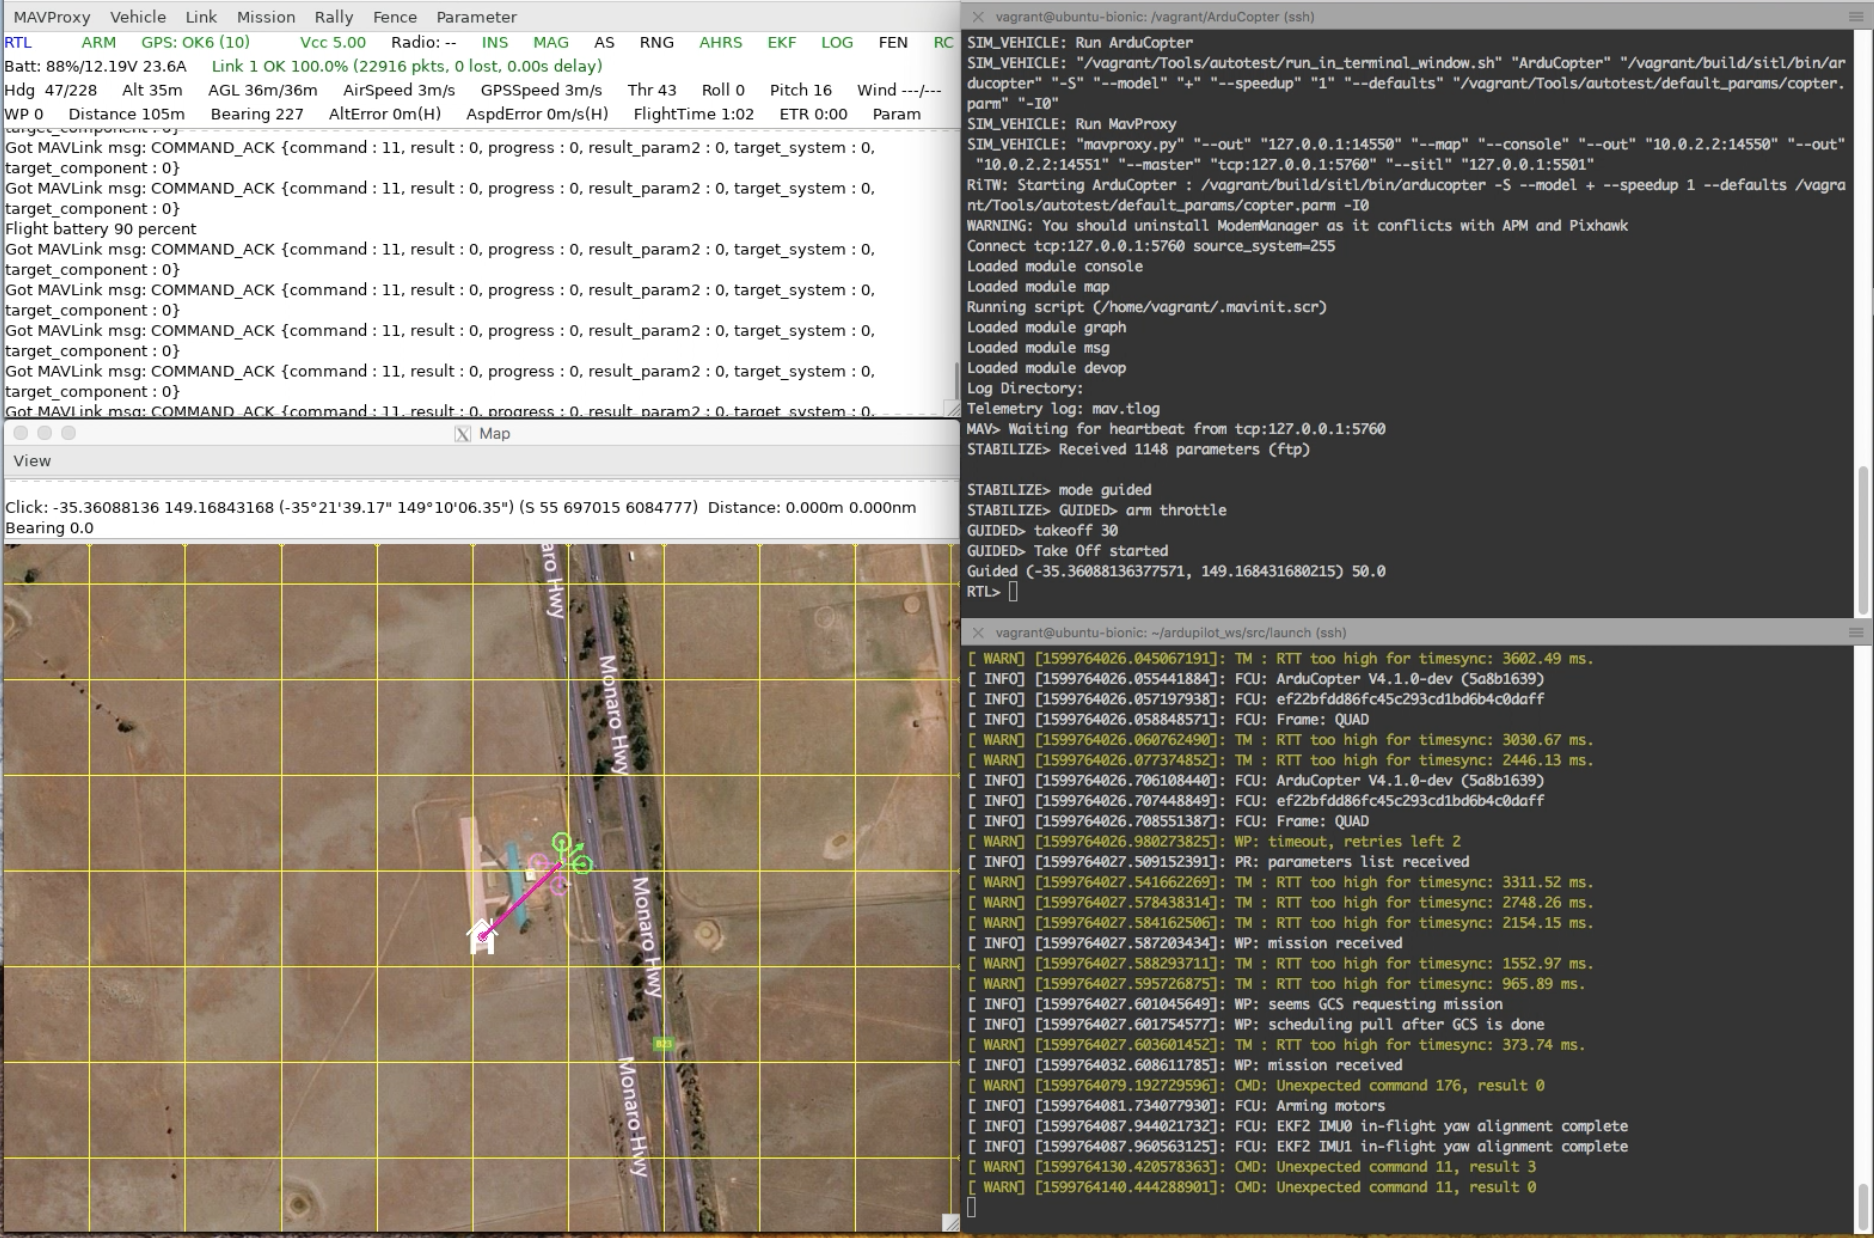 MAVProxy Vehicle Link Mission Rally Fence Parameter
RTL ARM GPS: OK6 (10) Vcc 5.00 Radio: -- INS MAG AS RNG AHRS EKF LOG FEN RC
Batt: 88%/12.19V 23.6A Link 1 OK 100.0% (22916 pkts, 0 lost, 0.00s delay)
Hdg 47/228 Alt 35m AGL 36m/36m AirSpeed 3m/s GPSSpeed 3m/s Thr 43 Roll 0 Pitch 16 Wind ---/---
WP 0 Distance 105m Bearing 227 AltError 0m(H) AspdError 0m/s(H) FlightTime 1:02 ETR 0:00 Param
target_component : 0}
Got MAVLink msg: COMMAND_ACK {command : 11, result : 0, progress : 0, result_param2 : 0, target_system : 0,
target_component : 0}
Got MAVLink msg: COMMAND_ACK {command : 11, result : 0, progress : 0, result_param2 : 0, target_system : 0,
target_component : 0}
Flight battery 90 percent
Got MAVLink msg: COMMAND_ACK {command : 11, result : 0, progress : 0, result_param2 : 0, target_system : 0,
target_component : 0}
Got MAVLink msg: COMMAND_ACK {command : 11, result : 0, progress : 0, result_param2 : 0, target_system : 0,
target_component : 0}
Got MAVLink msg: COMMAND_ACK {command : 11, result : 0, progress : 0, result_param2 : 0, target_system : 0,
target_component : 0}
Got MAVLink msg: COMMAND_ACK {command : 11, result : 0, progress : 0, result_param2 : 0, target_system : 0,
target_component : 0}
Got MAVLink msg: COMMAND_ACK {command : 11, result : 0, progress : 0, result_param2 : 0, target_system : 0,
Map
View
Click: -35.36088136 149.16843168 (-35°21'39.17" 149°10'06.35") (S 55 697015 6084777) Distance: 0.000m 0.000nm
Bearing 0.0
aro Hwy
Monaro Hwy
Monaro Hwy
B23
Monaro Hwy
vagrant@ubuntu-bionic: /vagrant/ArduCopter (ssh)
SIM_VEHICLE: Run ArduCopter
SIM_VEHICLE: "/vagrant/Tools/autotest/run_in_terminal_window.sh" "ArduCopter" "/vagrant/build/sitl/bin/ar
ducopter" "-S" "--model" "+" "--speedup" "1" "--defaults" "/vagrant/Tools/autotest/default_params/copter.
parm" "-I0"
SIM_VEHICLE: Run MavProxy
SIM_VEHICLE: "mavproxy.py" "--out" "127.0.0.1:14550" "--map" "--console" "--out" "10.0.2.2:14550" "--out"
"10.0.2.2:14551" "--master" "tcp:127.0.0.1:5760" "--sitl" "127.0.0.1:5501"
RiTW: Starting ArduCopter : /vagrant/build/sitl/bin/arducopter -S --model + --speedup 1 --defaults /vagra
nt/Tools/autotest/default_params/copter.parm -I0
WARNING: You should uninstall ModemManager as it conflicts with APM and Pixhawk
Connect tcp:127.0.0.1:5760 source_system=255
Loaded module console
Loaded module map
Running script (/home/vagrant/.mavinit.scr)
Loaded module graph
Loaded module msg
Loaded module devop
Log Directory:
Telemetry log: mav.tlog
MAV> Waiting for heartbeat from tcp:127.0.0.1:5760
STABILIZE> Received 1148 parameters (ftp)
STABILIZE> mode guided
STABILIZE> GUIDED> arm throttle
GUIDED> takeoff 30
GUIDED> Take Off started
Guided (-35.36088136377571, 149.168431680215) 50.0
RTL>
vagrant@ubuntu-bionic: ~/ardupilot_ws/src/launch (ssh)
[ WARN] [1599764026.045067191]: TM : RTT too high for timesync: 3602.49 ms.
[ INFO] [1599764026.055441884]: FCU: ArduCopter V4.1.0-dev (5a8b1639)
[ INFO] [1599764026.057197938]: FCU: ef22bfdd86fc45c293cd1bd6b4c0daff
[ INFO] [1599764026.058848571]: FCU: Frame: QUAD
[ WARN] [1599764026.060762490]: TM : RTT too high for timesync: 3030.67 ms.
[ WARN] [1599764026.077374852]: TM : RTT too high for timesync: 2446.13 ms.
[ INFO] [1599764026.706108440]: FCU: ArduCopter V4.1.0-dev (5a8b1639)
[ INFO] [1599764026.707448849]: FCU: ef22bfdd86fc45c293cd1bd6b4c0daff
[ INFO] [1599764026.708551387]: FCU: Frame: QUAD
[ WARN] [1599764026.980273825]: WP: timeout, retries left 2
[ INFO] [1599764027.509152391]: PR: parameters list received
[ WARN] [1599764027.541662269]: TM : RTT too high for timesync: 3311.52 ms.
[ WARN] [1599764027.578438314]: TM : RTT too high for timesync: 2748.26 ms.
[ WARN] [1599764027.584162506]: TM : RTT too high for timesync: 2154.15 ms.
[ INFO] [1599764027.587203434]: WP: mission received
[ WARN] [1599764027.588293711]: TM : RTT too high for timesync: 1552.97 ms.
[ WARN] [1599764027.595726875]: TM : RTT too high for timesync: 965.89 ms.
[ INFO] [1599764027.601045649]: WP: seems GCS requesting mission
[ INFO] [1599764027.601754577]: WP: scheduling pull after GCS is done
[ WARN] [1599764027.603601452]: TM : RTT too high for timesync: 373.74 ms.
[ INFO] [1599764032.608611785]: WP: mission received
[ WARN] [1599764079.192729596]: CMD: Unexpected command 176, result 0
[ INFO] [1599764081.734077930]: FCU: Arming motors
[ INFO] [1599764087.944021732]: FCU: EKF2 IMU0 in-flight yaw alignment complete
[ INFO] [1599764087.960563125]: FCU: EKF2 IMU1 in-flight yaw alignment complete
[ WARN] [1599764130.420578363]: CMD: Unexpected command 11, result 3
[ WARN] [1599764140.444288901]: CMD: Unexpected command 11, result 0